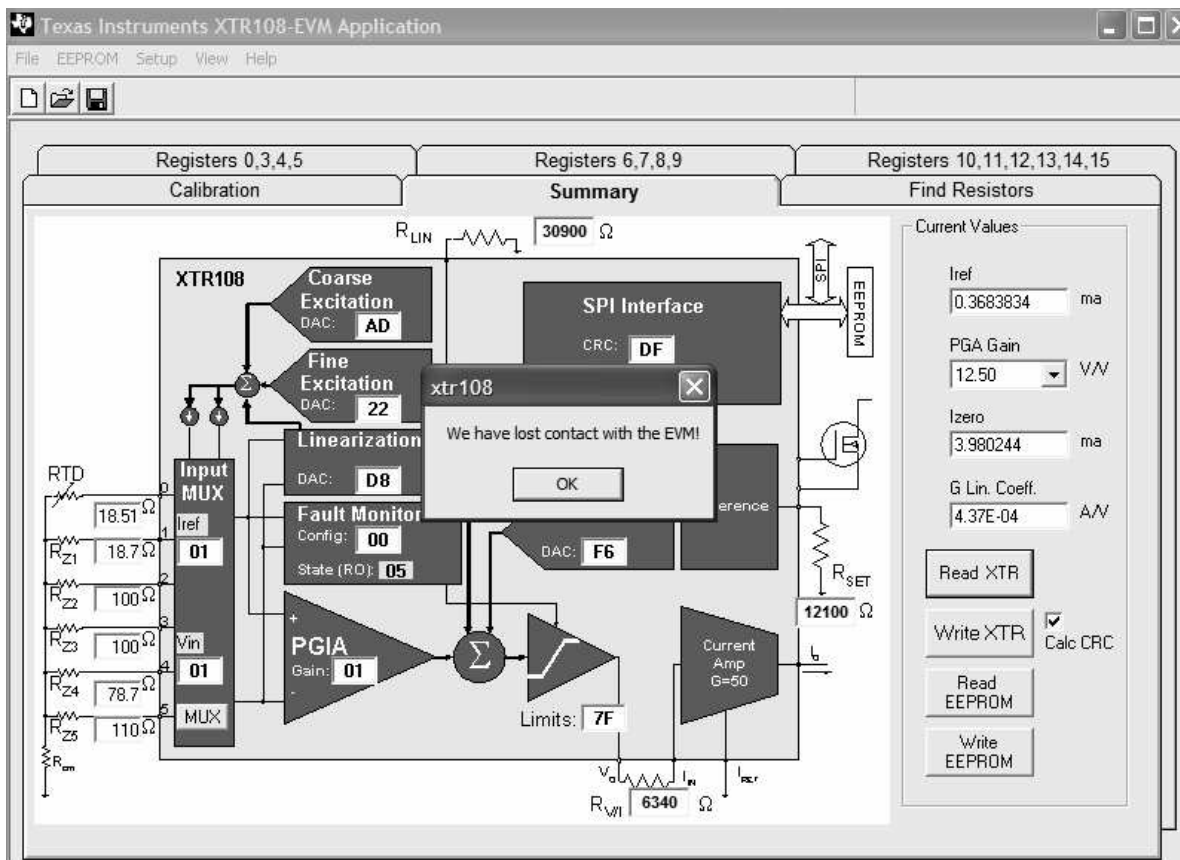 Texas Instruments XTR108-EVM Application
File EEPROM Setup View Help
Registers 0,3,4,5
Registers 6,7,8,9
Registers 10,11,12,13,14,15
Calibration
Summary
Find Resistors
RLIN
30900 Ω
XTR108
Coarse
Excitation
DAC: AD
Fine
Excitation
DAC: 22
Σ
Linearization
DAC: D8
Fault Monitor
Config: 00
State (RO): 05
SPI Interface
CRC: DF
SPI
EEPROM
xtr108
We have lost contact with the EVM!
OK
DAC: F6
erence
RSET
12100 Ω
RTD
0
18.51 Ω
Input
MUX
Iref
01
1
RZ1
18.7 Ω
2
RZ2
100 Ω
3
RZ3
100 Ω
Vin
01
4
RZ4
78.7 Ω
5
RZ5
110 Ω
MUX
Rcm
+
PGIA
Gain: 01
-
Σ
Limits: 7F
Current
Amp
G=50
Io
Vo
IIN
IRET
RV/I
6340 Ω
Current Values
Iref
0.3683834 ma
PGA Gain
12.50 V/V
Izero
3.980244 ma
G Lin. Coeff.
4.37E-04 A/V
Read XTR
Write XTR
Calc CRC
Read
EEPROM
Write
EEPROM